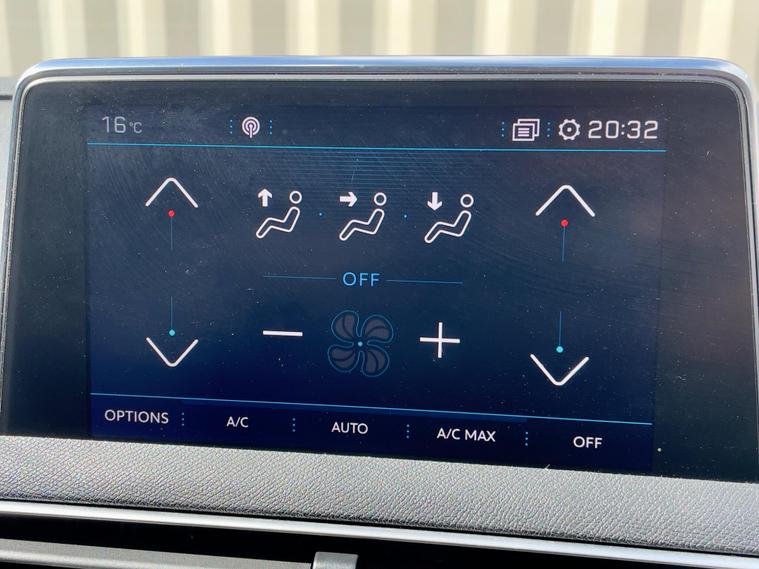 16°C 20:32
OFF
OPTIONS A/C AUTO A/C MAX OFF